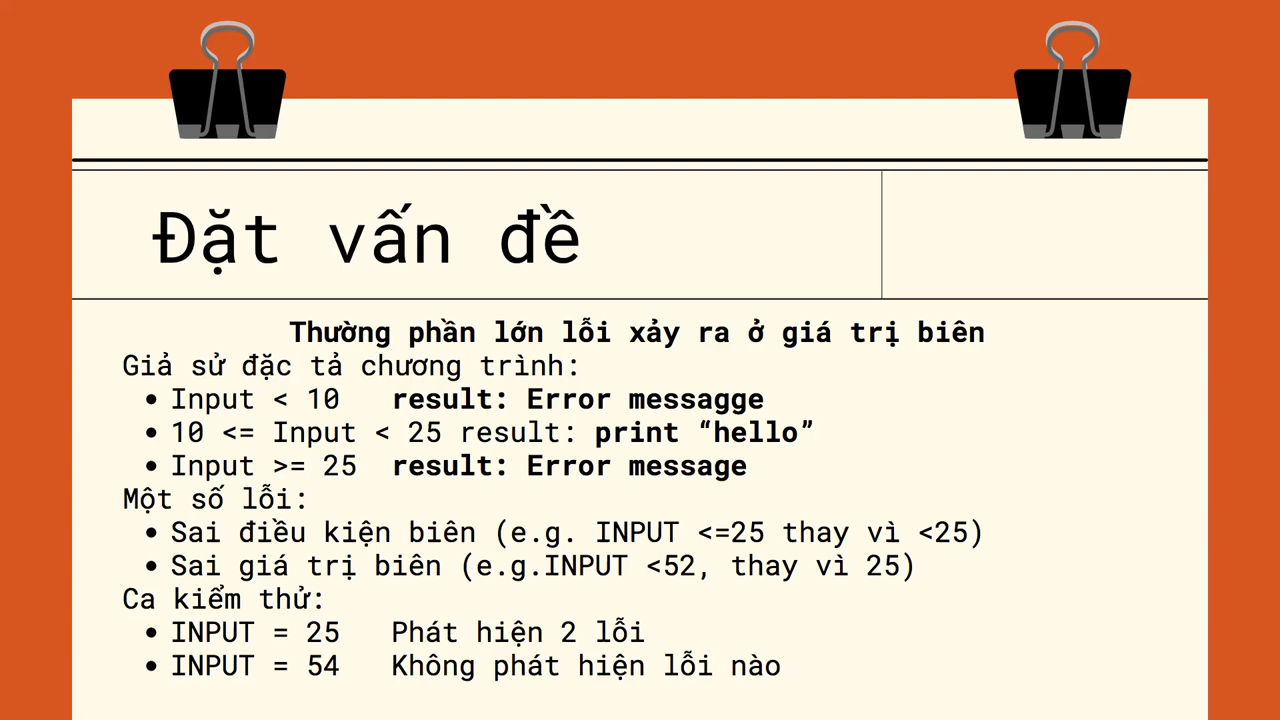 Đặt vấn đề
Thường phần lớn lỗi xảy ra ở giá trị biên
Giả sử đặc tả chương trình:
• Input < 10 result: Error messagge
• 10 <= Input < 25 result: print “hello”
• Input >= 25 result: Error message
Một số lỗi:
• Sai điều kiện biên (e.g. INPUT <=25 thay vì <25)
• Sai giá trị biên (e.g.INPUT <52, thay vì 25)
Ca kiểm thử:
• INPUT = 25 Phát hiện 2 lỗi
• INPUT = 54 Không phát hiện lỗi nào